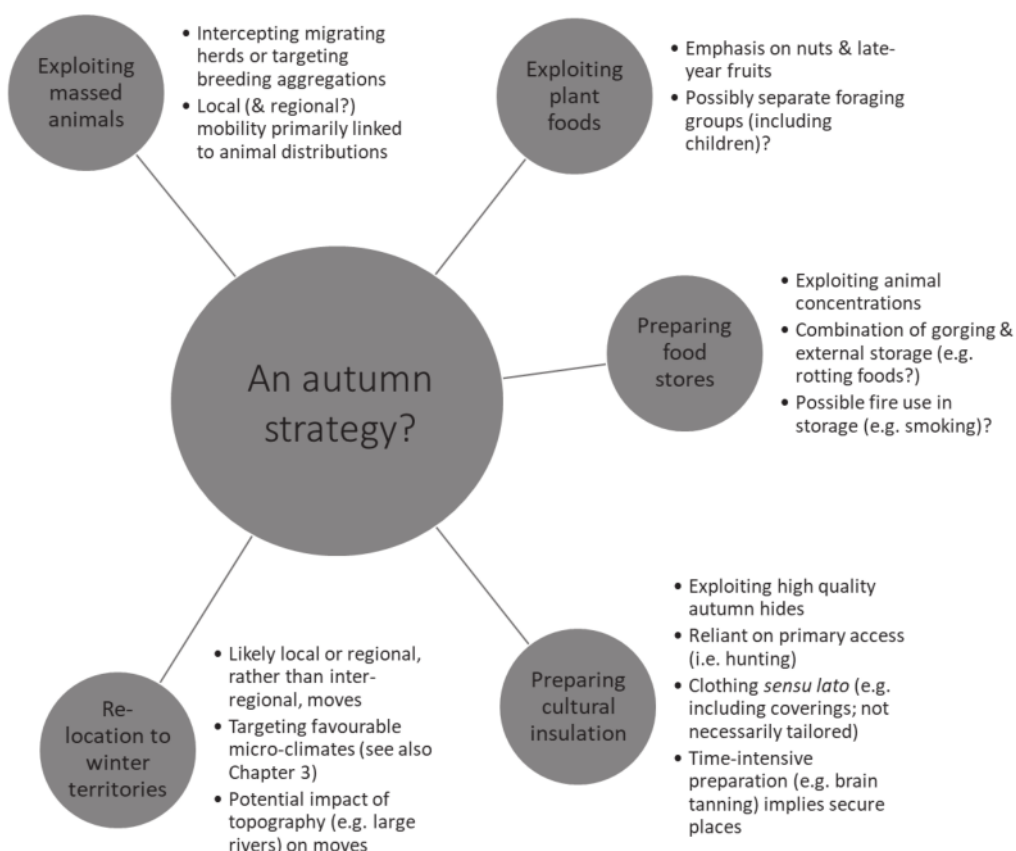 An autumn
strategy?
Exploiting
massed
animals
• Intercepting migrating
herds or targeting
breeding aggregations
• Local (& regional?)
mobility primarily linked
to animal distributions
Exploiting
plant
foods
• Emphasis on nuts & late-
year fruits
• Possibly separate foraging
groups (including
children)?
Preparing
food
stores
• Exploiting animal
concentrations
• Combination of gorging &
external storage (e.g.
rotting foods?)
• Possible fire use in
storage (e.g. smoking)?
Preparing
cultural
insulation
• Exploiting high quality
autumn hides
• Reliant on primary access
(i.e. hunting)
• Clothing sensu lato (e.g.
including coverings; not
necessarily tailored)
• Time-intensive
preparation (e.g. brain
tanning) implies secure
places
Re-
location to
winter
territories
• Likely local or regional,
rather than inter-
regional, moves
• Targeting favourable
micro-climates (see also
Chapter 3)
• Potential impact of
topography (e.g. large
rivers) on moves